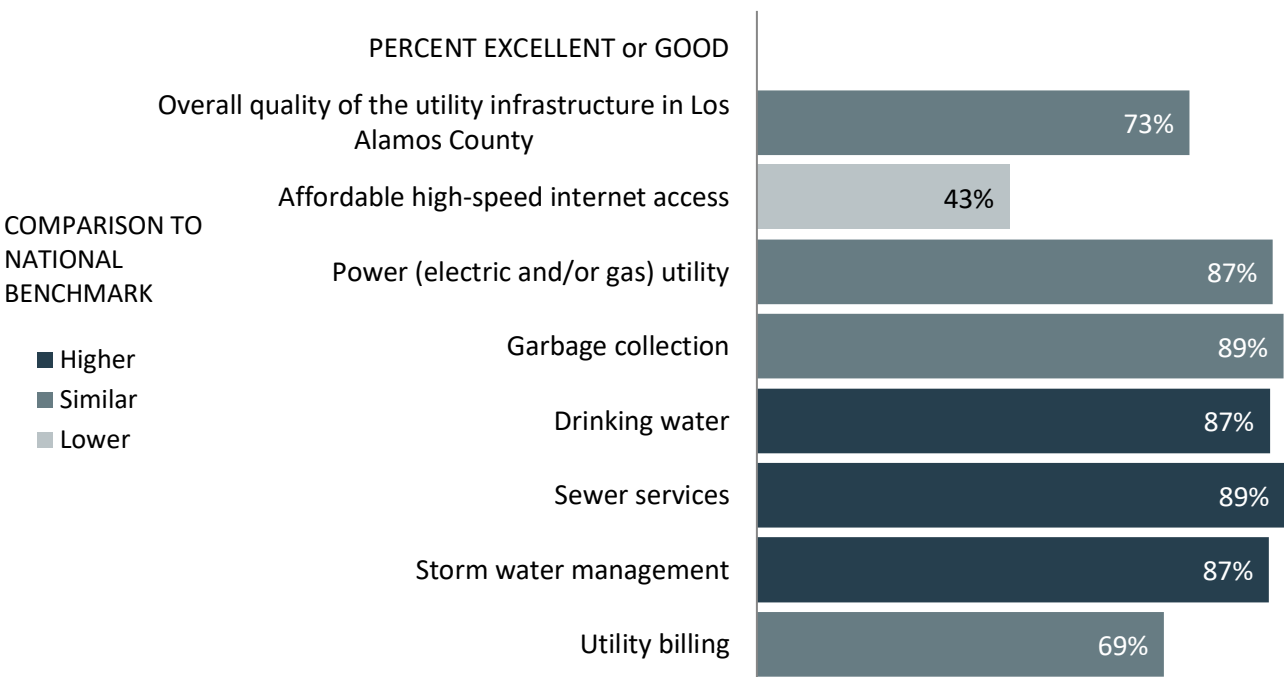 PERCENT EXCELLENT or GOOD
Overall quality of the utility infrastructure in Los
Alamos County
73%
Affordable high-speed internet access
43%
Power (electric and/or gas) utility
87%
Garbage collection
89%
Drinking water
87%
Sewer services
89%
Storm water management
87%
Utility billing
69%
COMPARISON TO
NATIONAL
BENCHMARK
Higher
Similar
Lower